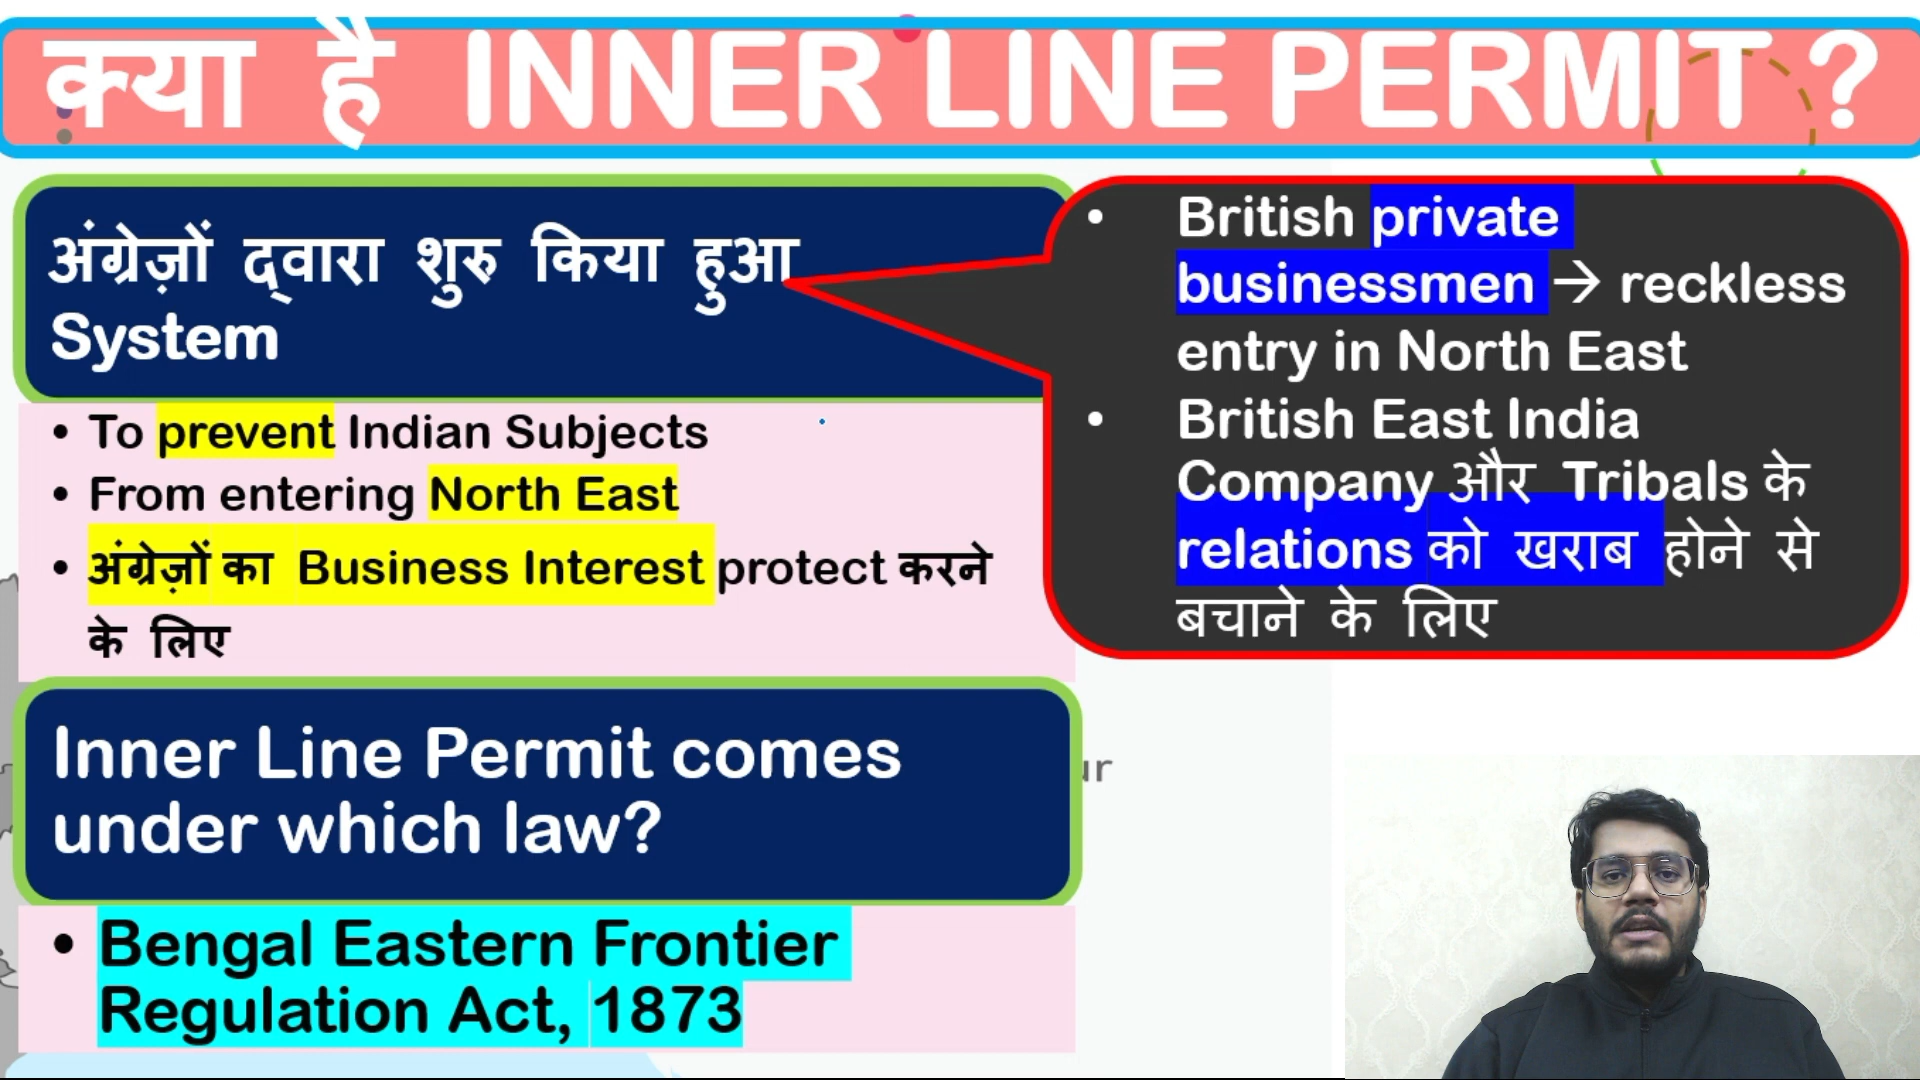 क्या है INNER LINE PERMIT ?
अंग्रेज़ों द्वारा शुरु किया हुआ
System
• To prevent Indian Subjects
• From entering North East
• अंग्रेज़ों का Business Interest protect करने
के लिए
• British private
businessmen → reckless
entry in North East
• British East India
Company और Tribals के
relations को खराब होने से
बचाने के लिए
Inner Line Permit comes
under which law?
• Bengal Eastern Frontier
Regulation Act, 1873